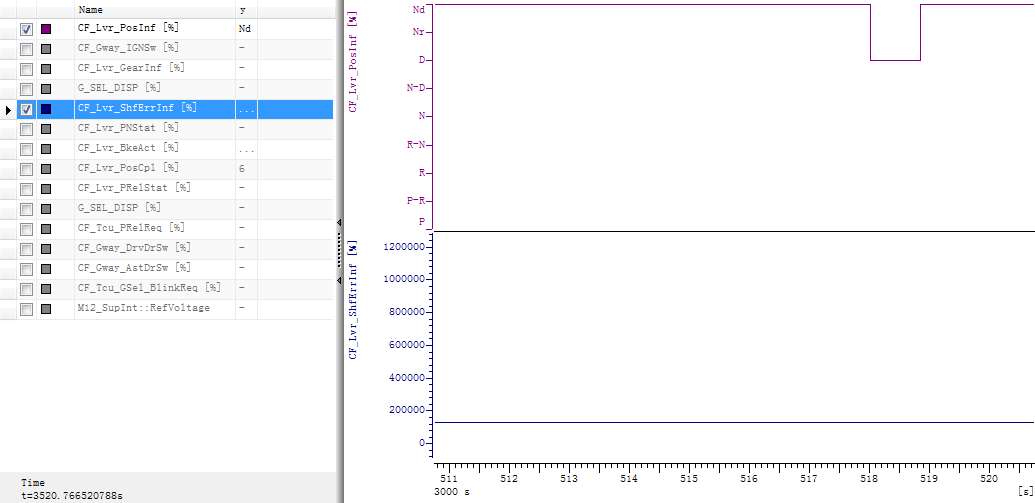 Name y
CF_Lvr_PosInf [%] Nd
CF_Gway_IGNSw [%] -
CF_Lvr_GearInf [%] -
G_SEL_DISP [%] -
CF_Lvr_ShfErrInf [%] ...
CF_Lvr_PNStat [%] -
CF_Lvr_BkeAct [%] ...
CF_Lvr_PosCpl [%] 6
CF_Lvr_PRelStat [%] -
G_SEL_DISP [%] -
CF_Tcu_PRelReq [%] -
CF_Gway_DrvDrSw [%] -
CF_Gway_AstDrSw [%] -
CF_Tcu_GSel_BlinkReq [%] -
M12_SupInt::RefVoltage -
Time
t=3520.766520788s
CF_Lvr_PosInf [%]
Nd
Nr
D
N-D
N
R-N
R
P-R
P
CF_Lvr_ShfErrInf [%]
1200000
1000000
800000
600000
400000
200000
0
511 512 513 514 515 516 517 518 519 520
3000 s [s]